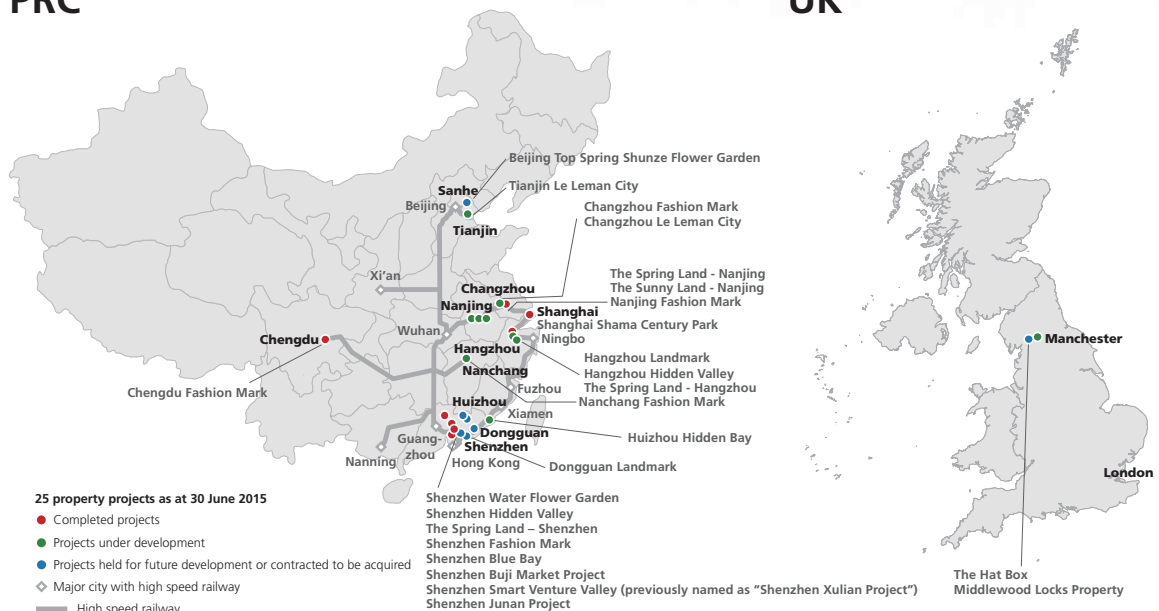 PRC
UK
Beijing Top Spring Shunze Flower Garden
Sanhe
Tianjin Le Leman City
Beijing
Changzhou Fashion Mark
Changzhou Le Leman City
Tianjin
Xi’an
The Spring Land - Nanjing
The Sunny Land - Nanjing
Nanjing Fashion Mark
Changzhou
Nanjing
Shanghai
Shanghai Shama Century Park
Wuhan
Ningbo
Chengdu
Hangzhou
Hangzhou Landmark
Hangzhou Hidden Valley
The Spring Land - Hangzhou
Nanchang
Nanchang Fashion Mark
Chengdu Fashion Mark
Fuzhou
Huizhou
Xiamen
Dongguan
Huizhou Hidden Bay
Guang-
zhou
Shenzhen
Nanning
Hong Kong
Dongguan Landmark
Manchester
London
25 property projects as at 30 June 2015
Completed projects
Projects under development
Projects held for future development or contracted to be acquired
Major city with high speed railway
High speed railway
Shenzhen Water Flower Garden
Shenzhen Hidden Valley
The Spring Land – Shenzhen
Shenzhen Fashion Mark
Shenzhen Blue Bay
Shenzhen Buji Market Project
Shenzhen Smart Venture Valley (previously named as “Shenzhen Xulian Project”)
Shenzhen Junan Project
The Hat Box
Middlewood Locks Property